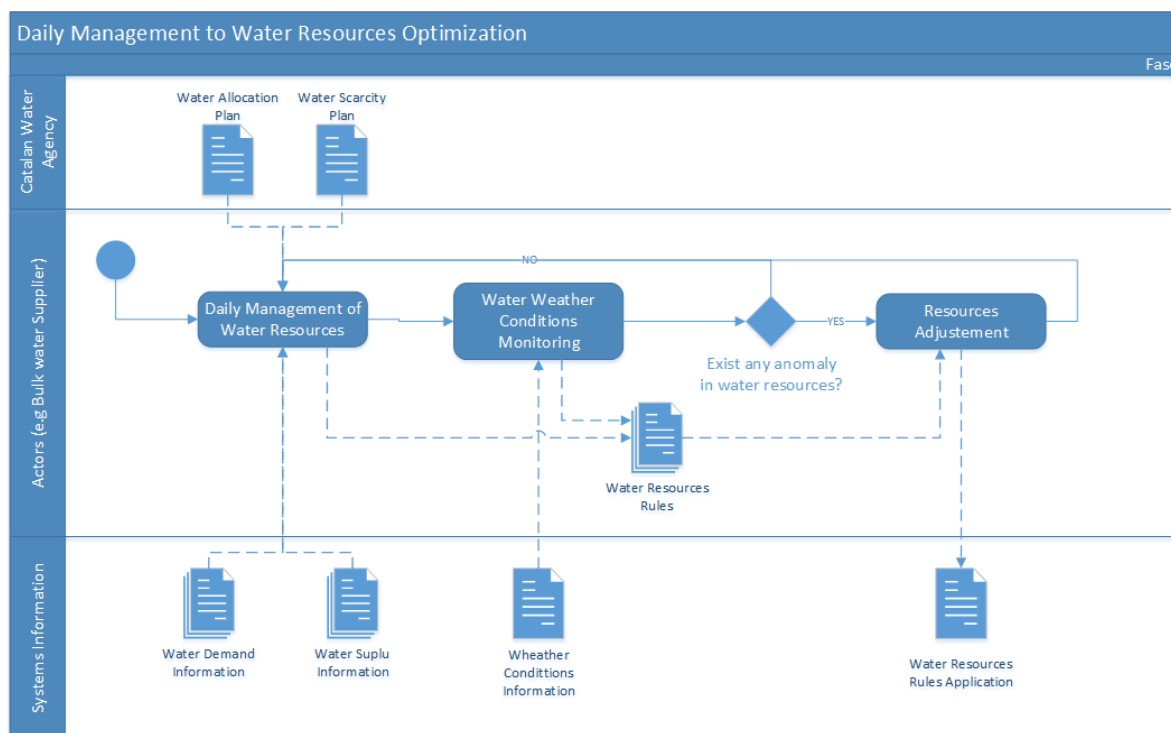 Daily Management to Water Resources Optimization
Fase
Catalan Water
Agency
Water Allocation
Plan
Water Scarcity
Plan
Actors (e.g Bulk water Supplier)
NO
Daily Management of
Water Resources
Water Weather
Conditions
Monitoring
YES
Resources
Adjustement
Exist any anomaly
in water resources?
Water Resources
Rules
Systems Information
Water Demand
Information
Water Suplu
Information
Wheather
Conditions
Information
Water Resources
Rules Application